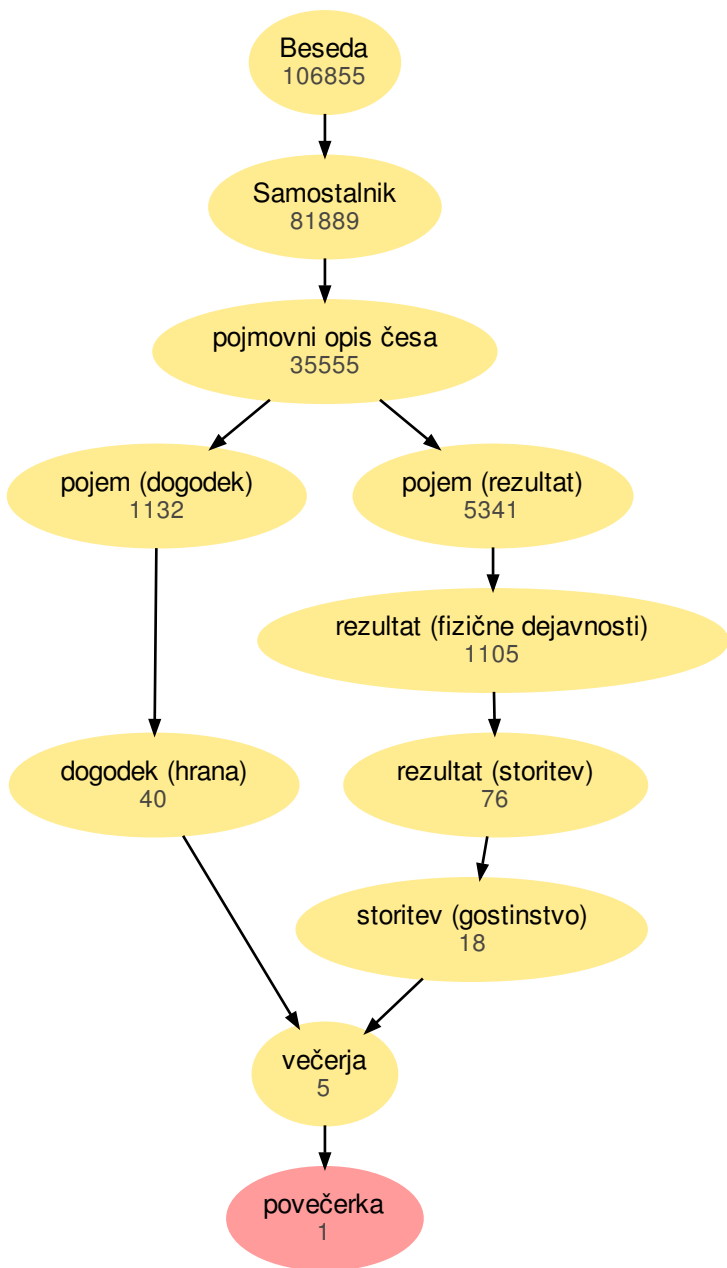 Beseda
106855
Samostalnik
81889
pojmovni opis česa
35555
pojem (dogodek)
1132
pojem (rezultat)
5341
rezultat (fizične dejavnosti)
1105
dogodek (hrana)
40
rezultat (storitev)
76
storitev (gostinstvo)
18
večerja
5
povečerka
1